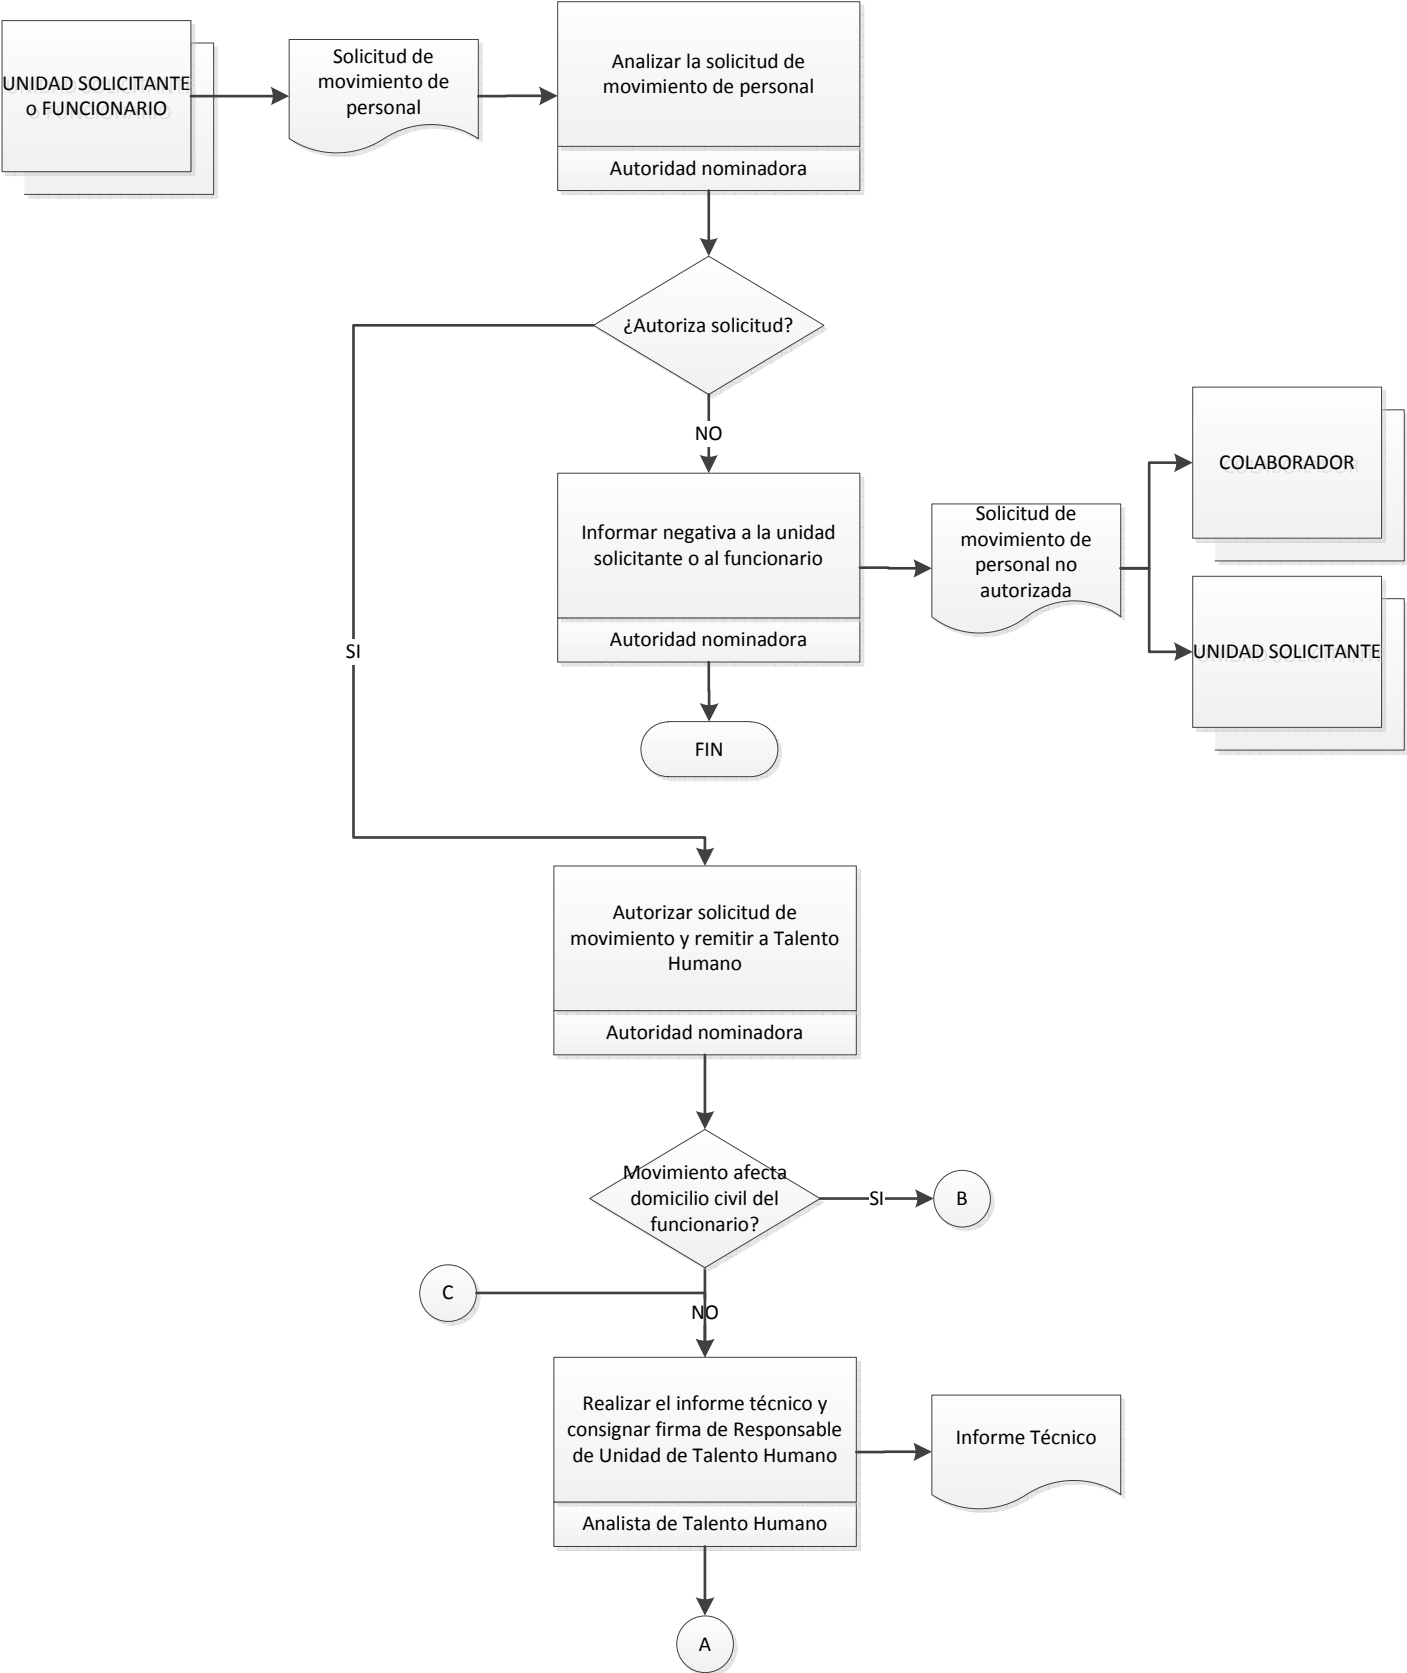 UNIDAD SOLICITANTE
o FUNCIONARIO
Solicitud de
movimiento de
personal
Analizar la solicitud de
movimiento de personal
Autoridad nominadora
¿Autoriza solicitud?
NO
SI
Informar negativa a la unidad
solicitante o al funcionario
Autoridad nominadora
Solicitud de
movimiento de
personal no
autorizada
COLABORADOR
UNIDAD SOLICITANTE
FIN
Autorizar solicitud de
movimiento y remitir a Talento
Humano
Autoridad nominadora
Movimiento afecta
domicilio civil del
funcionario?
SI
B
C
NO
Realizar el informe técnico y
consignar firma de Responsable
de Unidad de Talento Humano
Analista de Talento Humano
Informe Técnico
A